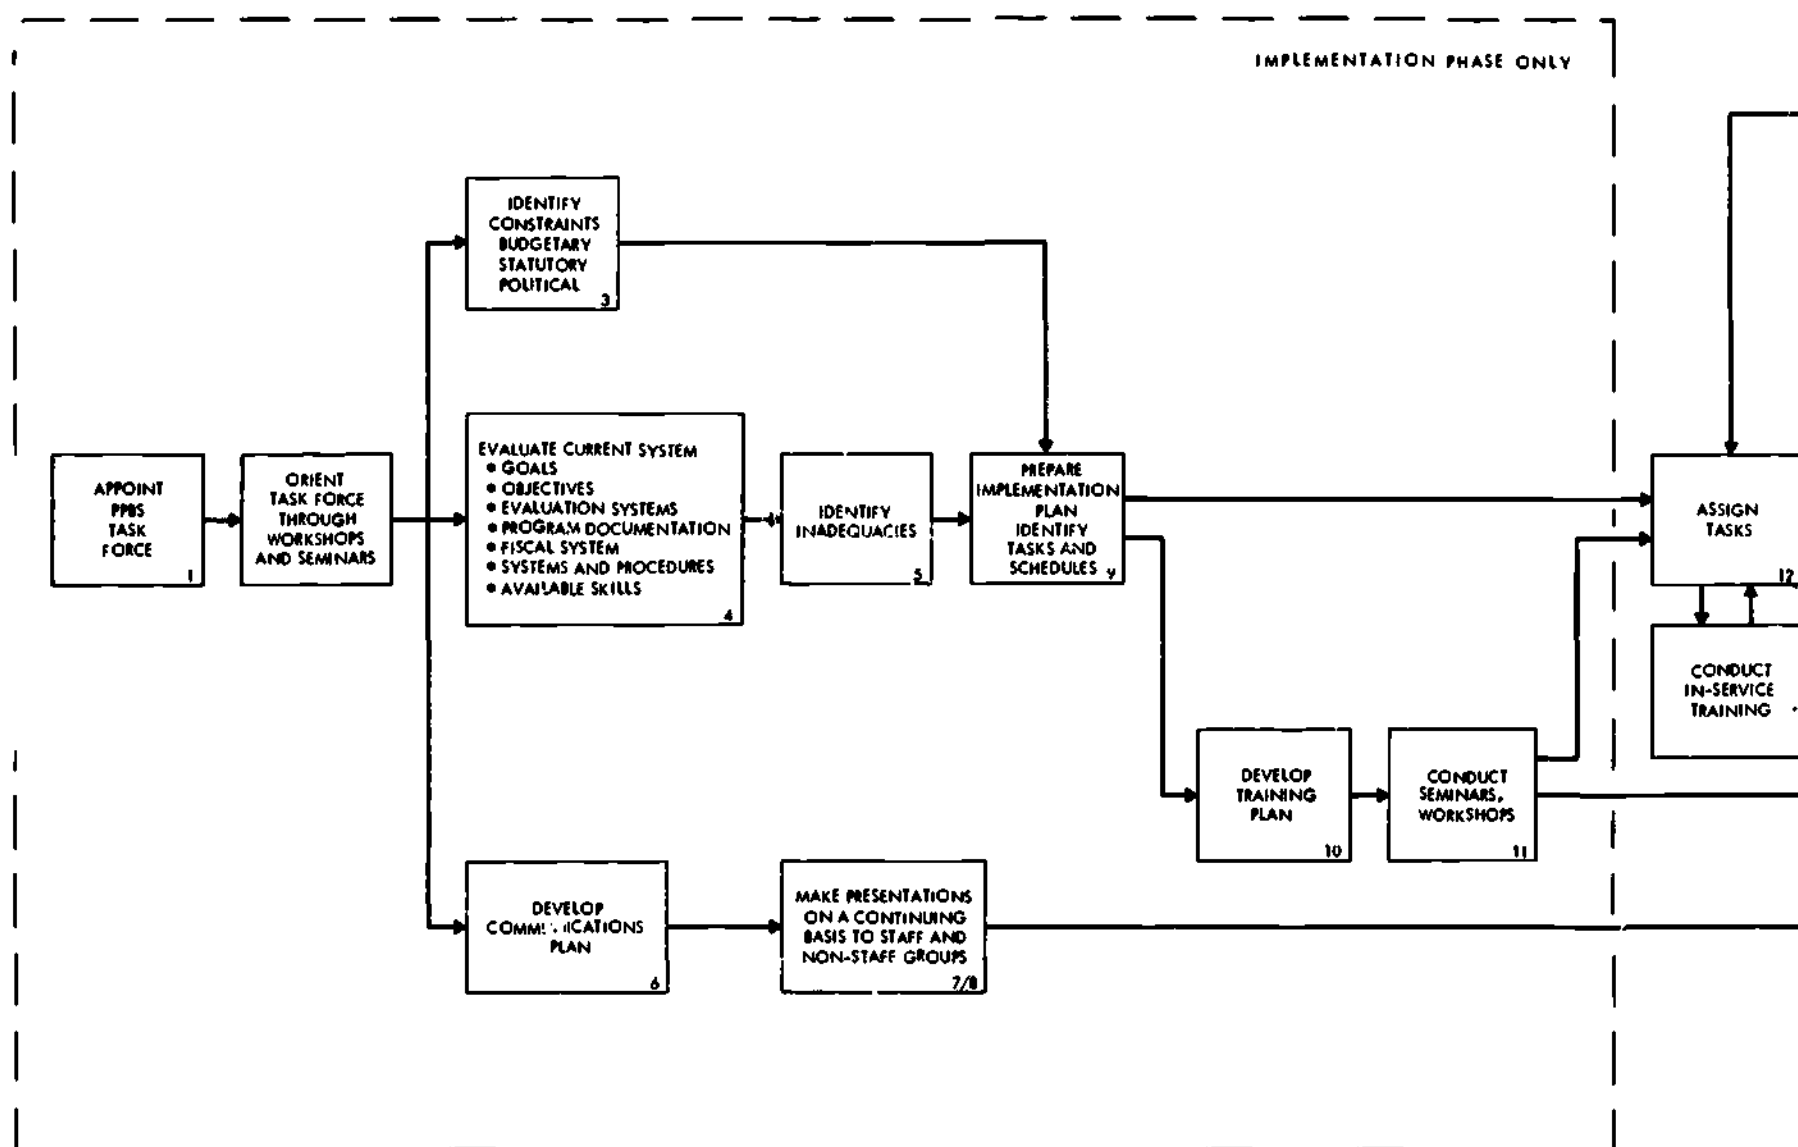 IMPLEMENTATION PHASE ONLY
IDENTIFY
CONSTRAINTS
BUDGETARY
STATUTORY
POLITICAL
3
APPOINT
PPBS
TASK
FORCE
1
ORIENT
TASK FORCE
THROUGH
WORKSHOPS
AND SEMINARS
EVALUATE CURRENT SYSTEM
• GOALS
• OBJECTIVES
• EVALUATION SYSTEMS
• PROGRAM DOCUMENTATION
• FISCAL SYSTEM
• SYSTEMS AND PROCEDURES
• AVAILABLE SKILLS
4
IDENTIFY
INADEQUACIES
5
PREPARE
IMPLEMENTATION
PLAN
IDENTIFY
TASKS AND
SCHEDULES
9
ASSIGN
TASKS
12
CONDUCT
IN-SERVICE
TRAINING
DEVELOP
TRAINING
PLAN
10
CONDUCT
SEMINARS,
WORKSHOPS
11
DEVELOP
PLAN
6
MAKE PRESENTATIONS
ON A CONTINUING
BASIS TO STAFF AND
NON-STAFF GROUPS
7/8